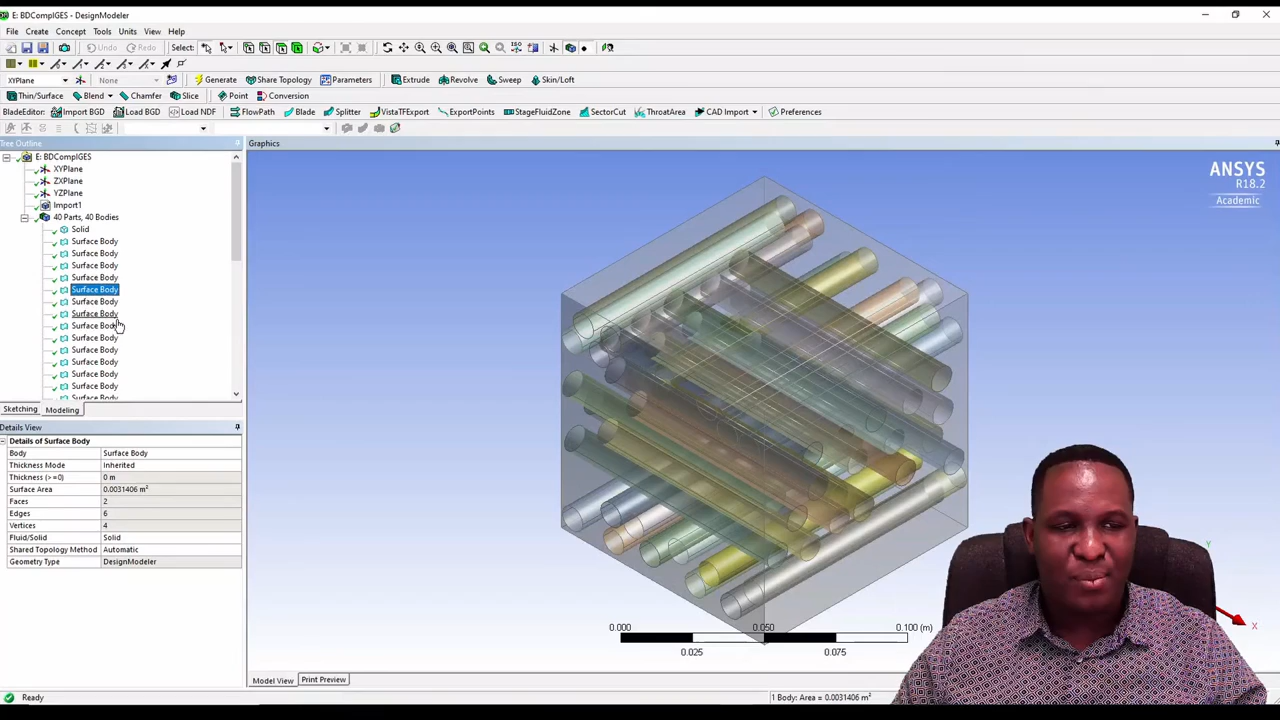 E: BDCompIGES - DesignModeler
File Create Concept Tools Units View Help
Undo Redo Select:
XYPlane None Generate Share Topology Parameters Extrude Revolve Sweep Skin/Loft
Thin/Surface Blend Chamfer Slice Point Conversion
BladeEditor: Import BGD Load BGD Load NDF FlowPath Blade Splitter VistaTFExport ExportPoints StageFluidZone SectorCut ThroatArea CAD Import Preferences
Tree Outline
Graphics
E: BDCompIGES
XYPlane
ZXPlane
YZPlane
Import1
40 Parts, 40 Bodies
Solid
Surface Body
Surface Body
Surface Body
Surface Body
Surface Body
Surface Body
Surface Body
Surface Body
Surface Body
Surface Body
Surface Body
Surface Body
Surface Body
Surface Body
Sketching Modeling
Details View
Details of Surface Body
Body Surface Body
Thickness Mode Inherited
Thickness (>=0) 0 m
Surface Area 0.0031406 m²
Faces 2
Edges 6
Vertices 4
Fluid/Solid Solid
Shared Topology Method Automatic
Geometry Type DesignModeler
ANSYS
R18.2
Academic
Y
X
0.000 0.050 0.100 (m)
0.025 0.075
Model View Print Preview
Ready
1 Body: Area = 0.0031406 m²